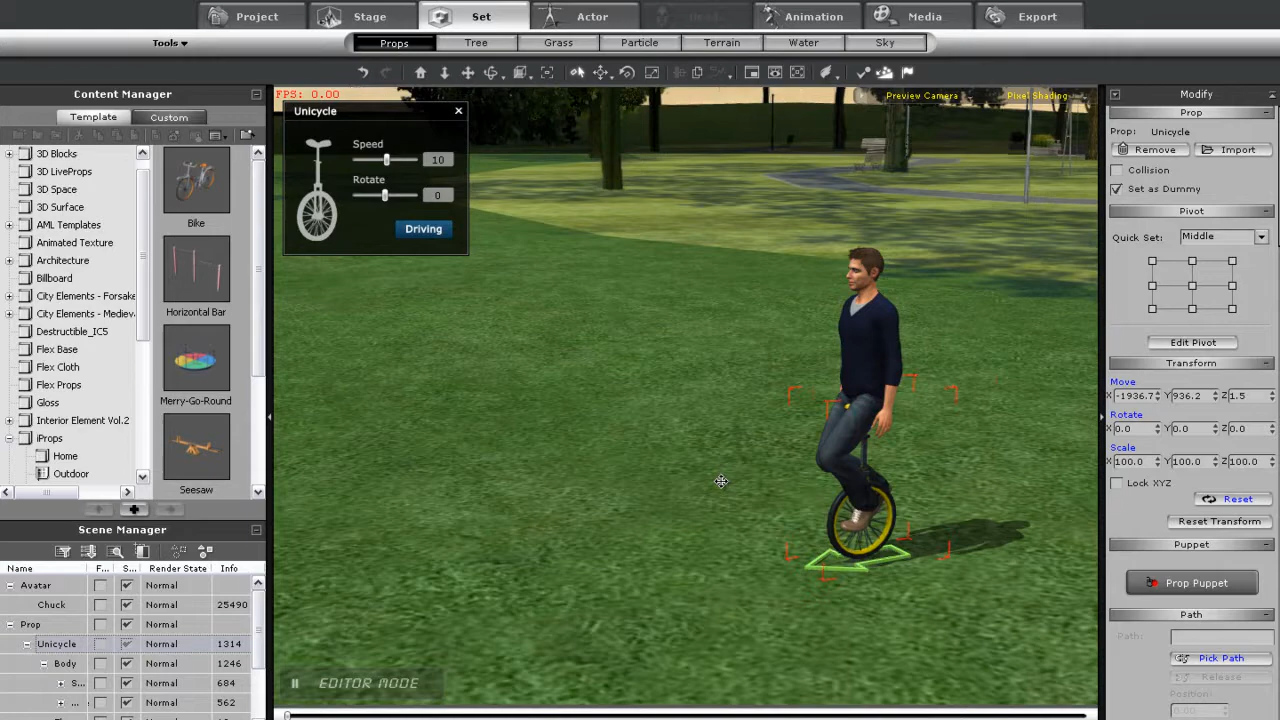 Project
Stage
Set
Actor
Animation
Media
Export
Tools
Props
Tree
Grass
Particle
Terrain
Water
Sky
Content Manager
Template
Custom
3D Blocks
3D LiveProps
3D Space
3D Surface
AML Templates
Animated Texture
Architecture
Billboard
City Elements - Forsake
City Elements - Mediev
Destructible_IC5
Flex Base
Flex Cloth
Flex Props
Gloss
Interior Element Vol.2
iProps
Home
Outdoor
Bike
Horizontal Bar
Merry-Go-Round
Seesaw
Scene Manager
Name F... S... Render State Info
Avatar Normal
Chuck Normal 25490
Prop Normal
Unicycle Normal 1314
Body Normal 1246
S... Normal 684
... Normal 562
FPS: 0.00
Preview Camera
Pixel Shading
Unicycle
Speed
10
Rotate
0
Driving
EDITOR MODE
Modify
Prop
Prop: Unicycle
Remove Import
Collision
Set as Dummy
Pivot
Quick Set: Middle
Edit Pivot
Transform
Move
X -1936.7 Y 936.2 Z 1.5
Rotate
X 0.0 Y 0.0 Z 0.0
Scale
X 100.0 Y 100.0 Z 100.0
Lock XYZ
Reset
Reset Transform
Puppet
Prop Puppet
Path
Path:
Pick Path
Release
Position:
0.00